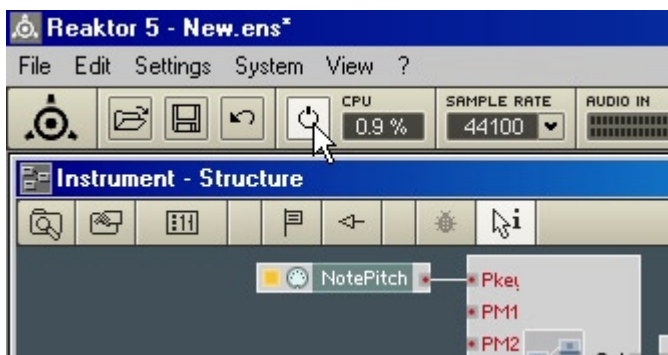 Reaktor 5 - New.ens*
File Edit Settings System View ?
CPU SAMPLE RATE AUDIO IN
0.9 % 44100
Instrument - Structure
i
NotePitch Pkey
PM1
PM2